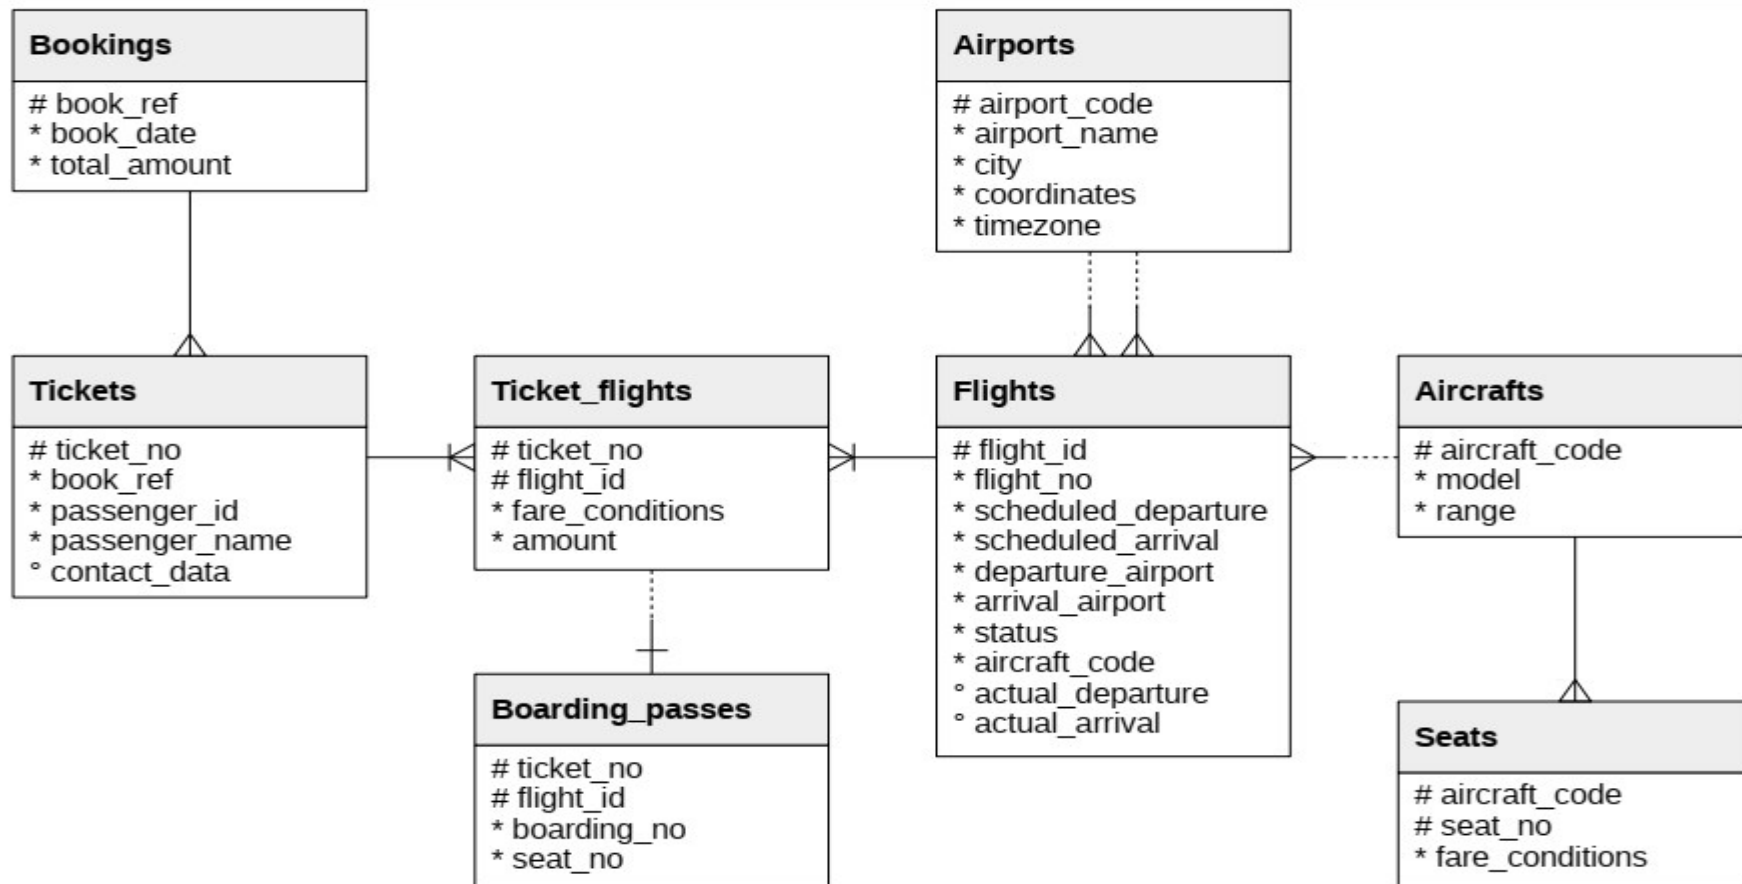 Bookings
# book_ref
* book_date
* total_amount
Airports
# airport_code
* airport_name
* city
* coordinates
* timezone
Tickets
# ticket_no
* book_ref
* passenger_id
* passenger_name
° contact_data
Ticket_flights
# ticket_no
# flight_id
* fare_conditions
* amount
Flights
# flight_id
* flight_no
* scheduled_departure
* scheduled_arrival
* departure_airport
* arrival_airport
* status
* aircraft_code
° actual_departure
° actual_arrival
Aircrafts
# aircraft_code
* model
* range
Boarding_passes
# ticket_no
# flight_id
* boarding_no
* seat_no
Seats
# aircraft_code
# seat_no
* fare_conditions